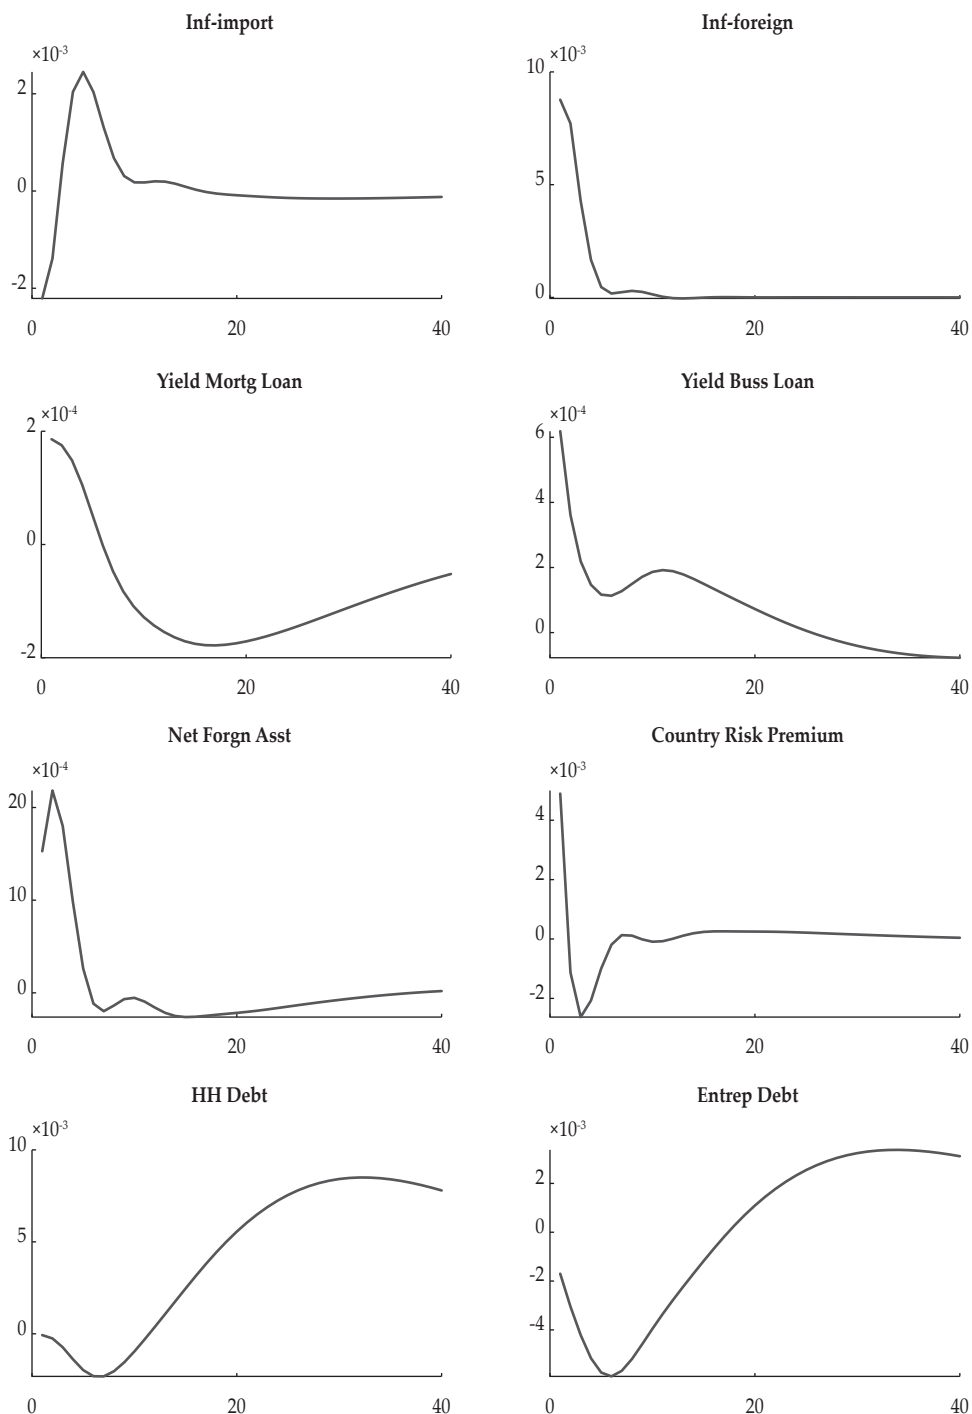 Inf-import
×10-3
2
0
-2
0 20 40
Inf-foreign
×10-3
10
5
0
0 20 40
Yield Mortg Loan
×10-4
2
0
-2
0 20 40
Yield Buss Loan
×10-4
6
4
2
0
0 20 40
Net Forgn Asst
×10-4
20
10
0
0 20 40
Country Risk Premium
×10-3
4
2
0
-2
0 20 40
HH Debt
×10-3
10
5
0
0 20 40
Entrep Debt
×10-3
2
0
-2
-4
0 20 40